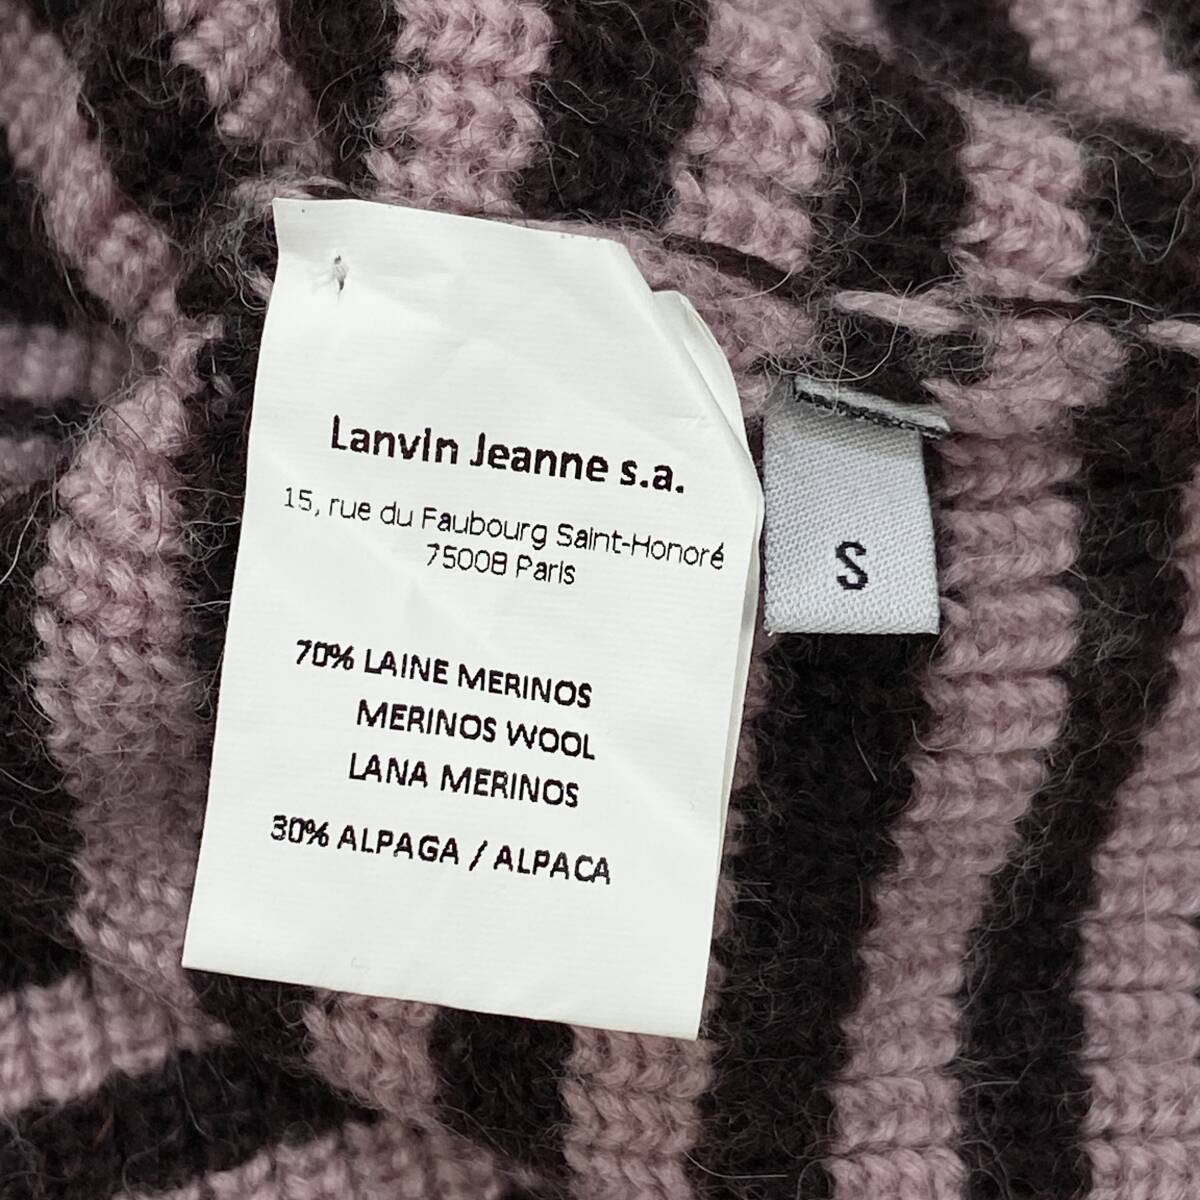 Lanvin Jeanne s.a.
15, rue du Faubourg Saint-Honoré
75008 Paris
70% LAINE MERINOS
MERINOS WOOL
LANA MERINOS
30% ALPAGA / ALPACA
S